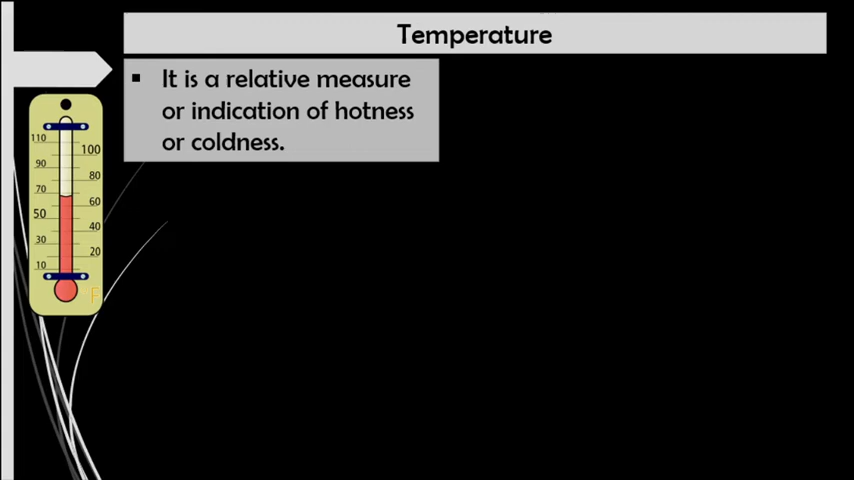 Temperature
▪ It is a relative measure
or indication of hotness
or coldness.
110
100
90
80
70
60
50
40
30
20
10
°F